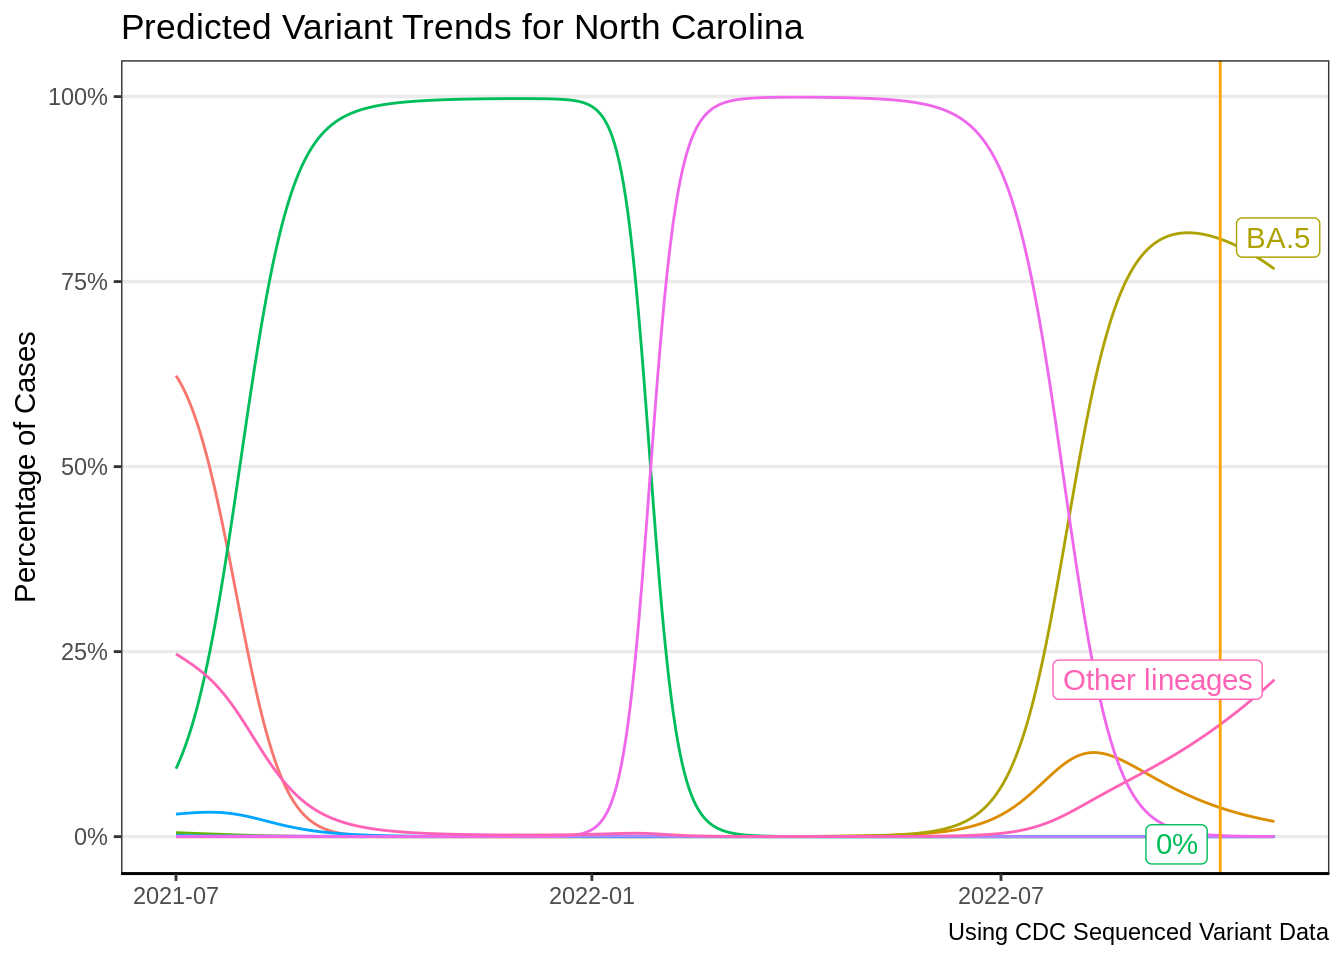 Predicted Variant Trends for North Carolina
Percentage of Cases
100%
75%
50%
25%
0%
BA.5
Other lineages
0%
2021-07
2022-01
2022-07
Using CDC Sequenced Variant Data